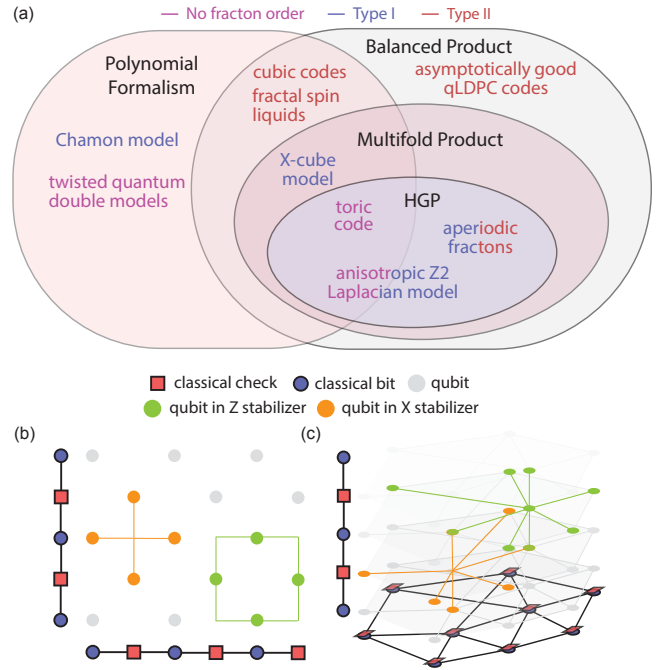 (a)
No fracton order
Type I
Type II
Polynomial
Formalism
Balanced Product
cubic codes
fractal spin
liquids
asymptotically good
qLDPC codes
Chamon model
Multifold Product
X-cube
model
twisted quantum
double models
HGP
toric
code
aperiodic
fractons
anisotropic Z2
Laplacian model
classical check
classical bit
qubit
qubit in Z stabilizer
qubit in X stabilizer
(b)
(c)